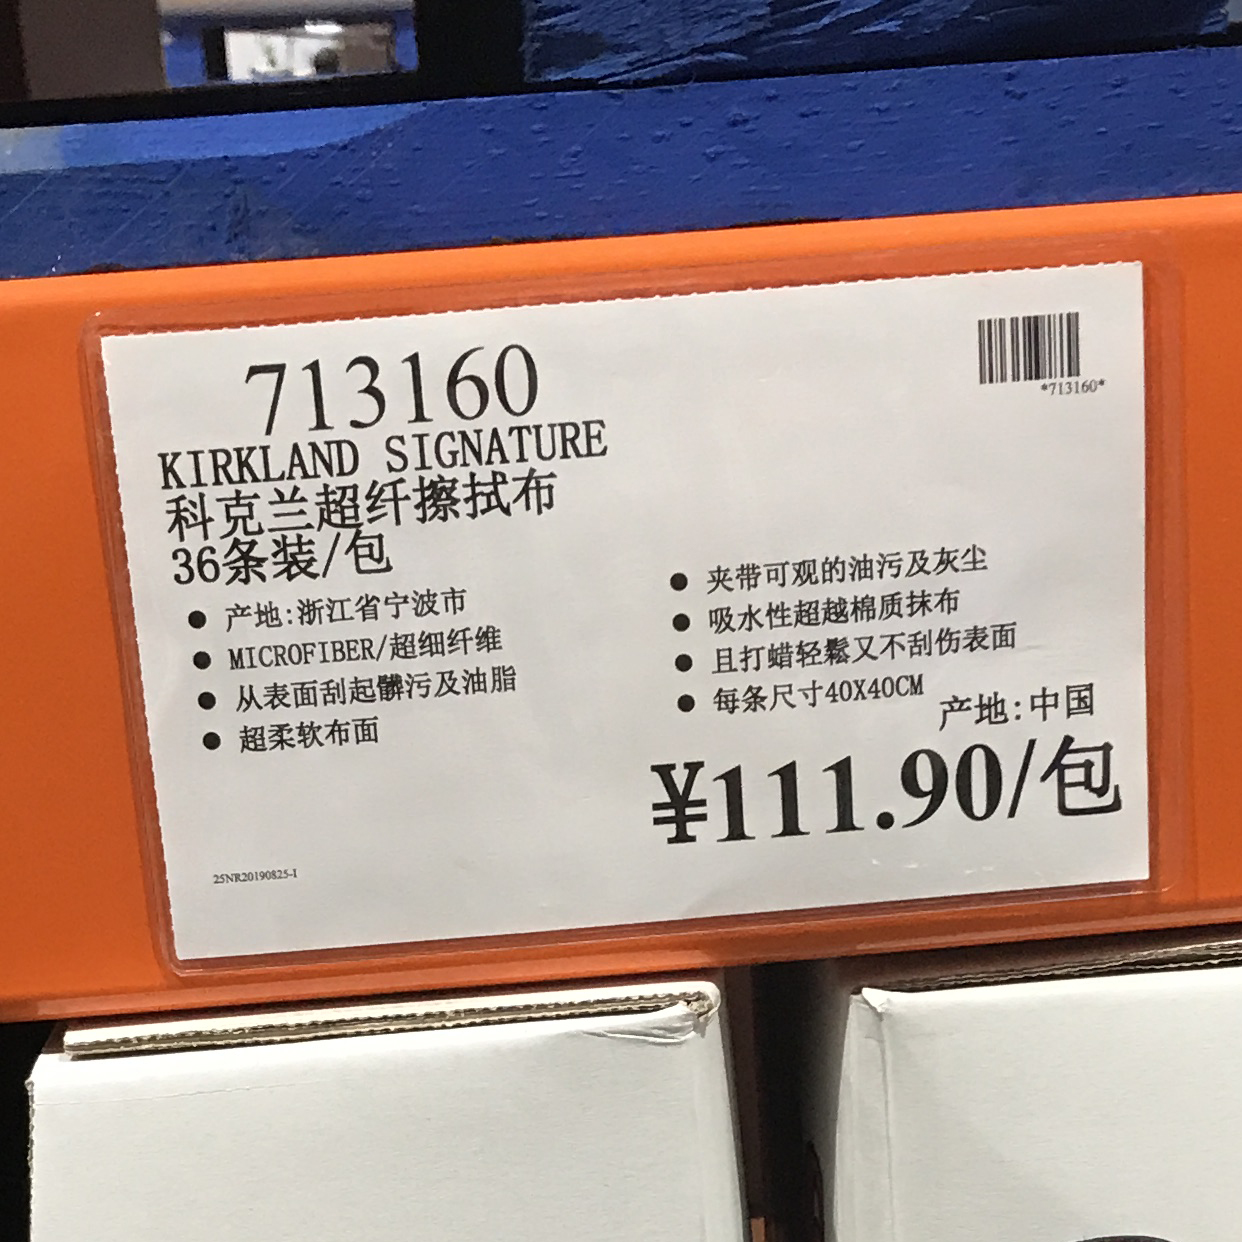 713160
*713160*
KIRKLAND SIGNATURE
科克兰超纤擦拭布
36条装/包
● 产地:浙江省宁波市
● MICROFIBER/超细纤维
● 从表面刮起髒污及油脂
● 超柔软布面
● 夹带可观的油污及灰尘
● 吸水性超越棉质抹布
● 且打蜡轻鬆又不刮伤表面
● 每条尺寸40X40CM
产地:中国
¥111.90/包
25NR20190825-1